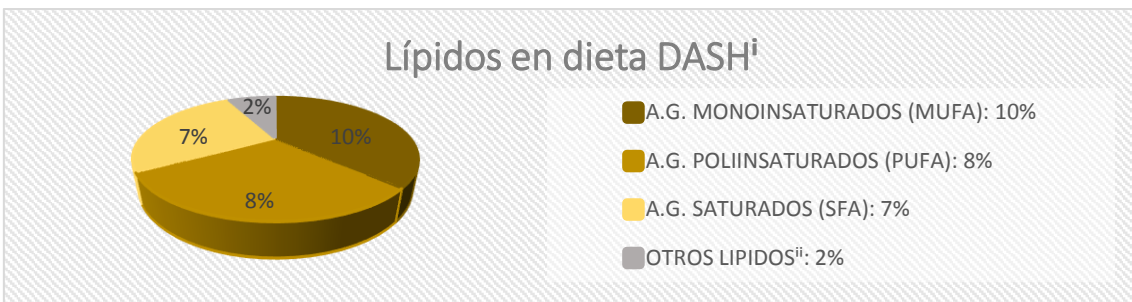 Lípidos en dieta DASHⁱ
2%
7%
10%
8%
A.G. MONOINSATURADOS (MUFA): 10%
A.G. POLIINSATURADOS (PUFA): 8%
A.G. SATURADOS (SFA): 7%
OTROS LIPIDOSⁱⁱ: 2%